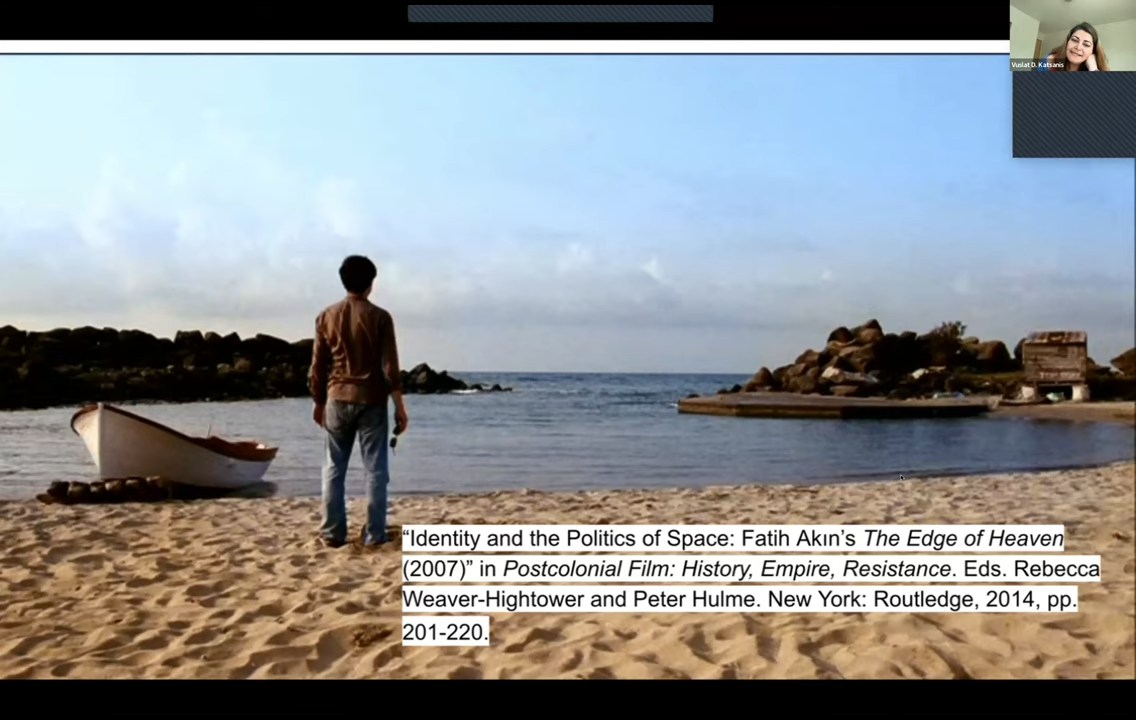 Vuslat D. Katsanis
“Identity and the Politics of Space: Fatih Akın’s The Edge of Heaven
(2007)” in Postcolonial Film: History, Empire, Resistance. Eds. Rebecca
Weaver-Hightower and Peter Hulme. New York: Routledge, 2014, pp.
201-220.